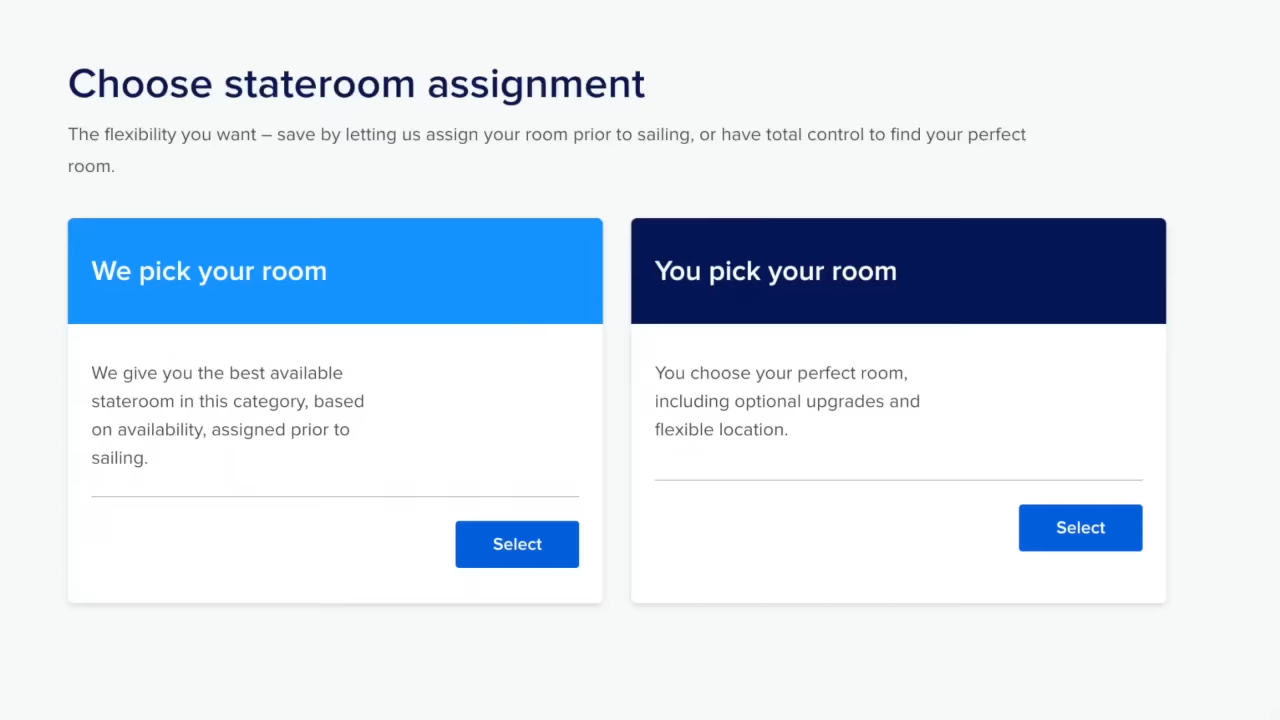 Choose stateroom assignment
The flexibility you want – save by letting us assign your room prior to sailing, or have total control to find your perfect
room.
We pick your room
We give you the best available
stateroom in this category, based
on availability, assigned prior to
sailing.
Select
You pick your room
You choose your perfect room,
including optional upgrades and
flexible location.
Select